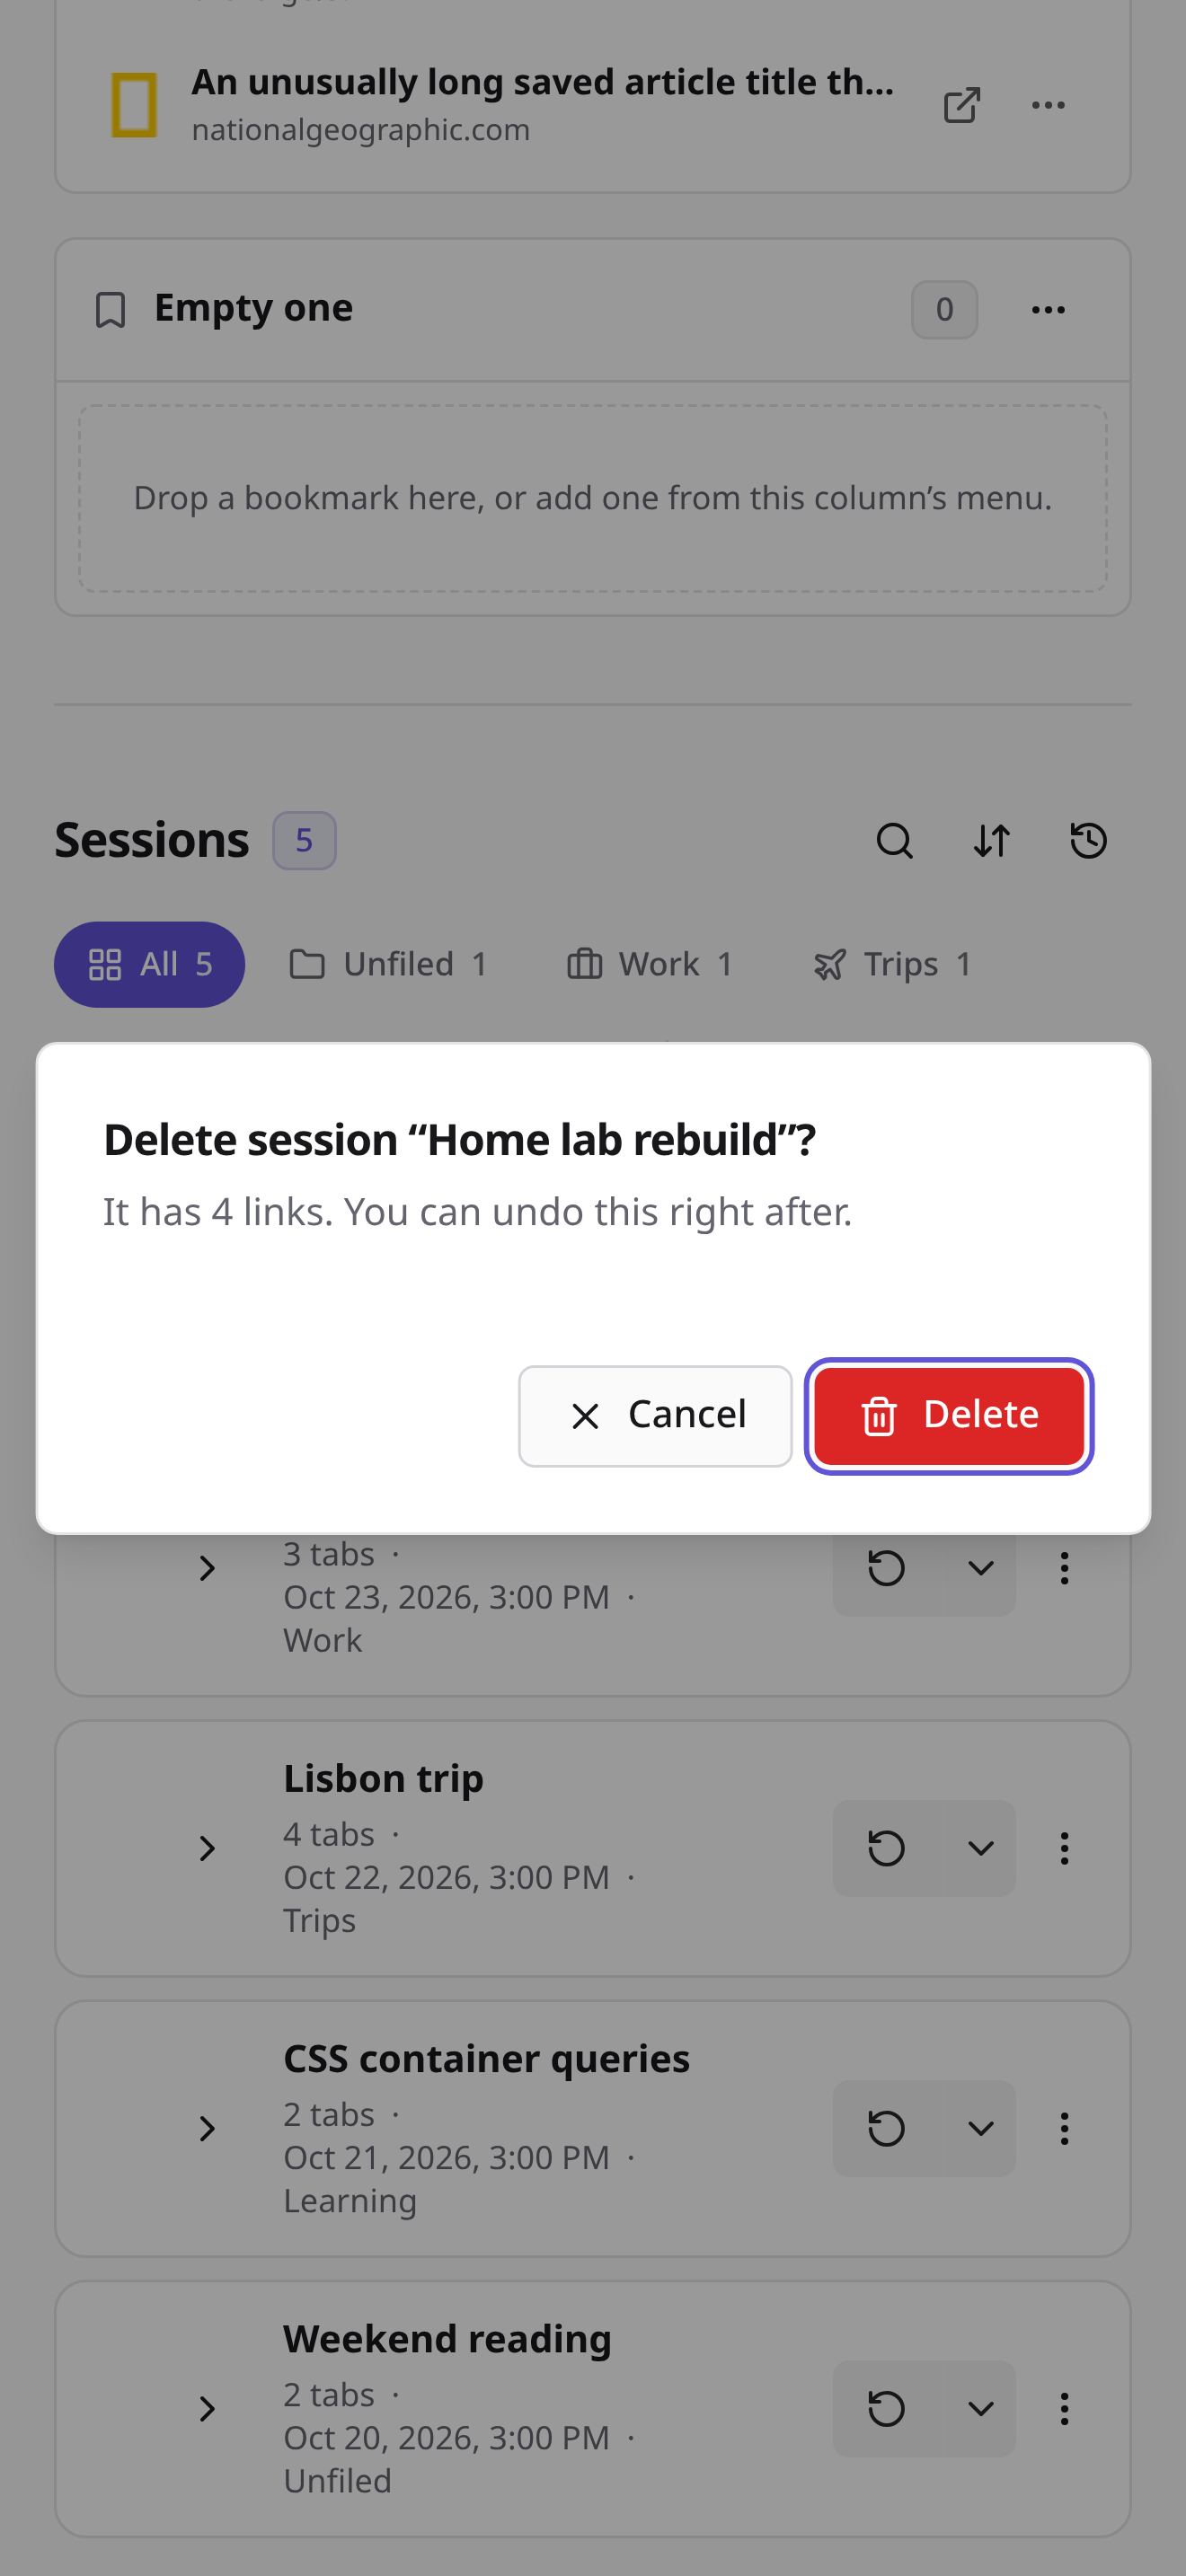 An unusually long saved article title th...
nationalgeographic.com
Empty one
0
Drop a bookmark here, or add one from this column’s menu.
Sessions
5
All 5
Unfiled 1
Work 1
Trips 1
Delete session “Home lab rebuild”?
It has 4 links. You can undo this right after.
Cancel
Delete
3 tabs ·
Oct 23, 2026, 3:00 PM ·
Work
Lisbon trip
4 tabs ·
Oct 22, 2026, 3:00 PM ·
Trips
CSS container queries
2 tabs ·
Oct 21, 2026, 3:00 PM ·
Learning
Weekend reading
2 tabs ·
Oct 20, 2026, 3:00 PM ·
Unfiled